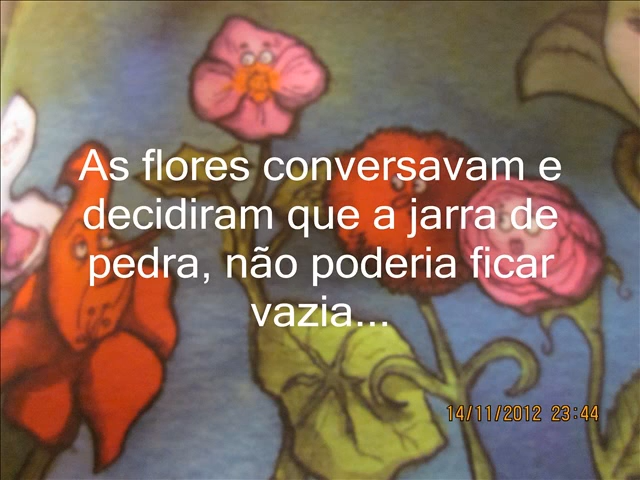 As flores conversavam e
decidiram que a jarra de
pedra, não poderia ficar
vazia...
14/11/2012 23:44